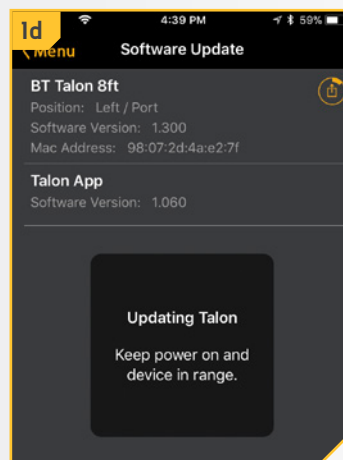 1d
4:39 PM
59%
Menu
Software Update
BT Talon 8ft
Position: Left / Port
Software Version: 1.300
Mac Address: 98:07:2d:4a:e2:7f
Talon App
Software Version: 1.060
Updating Talon
Keep power on and
device in range.